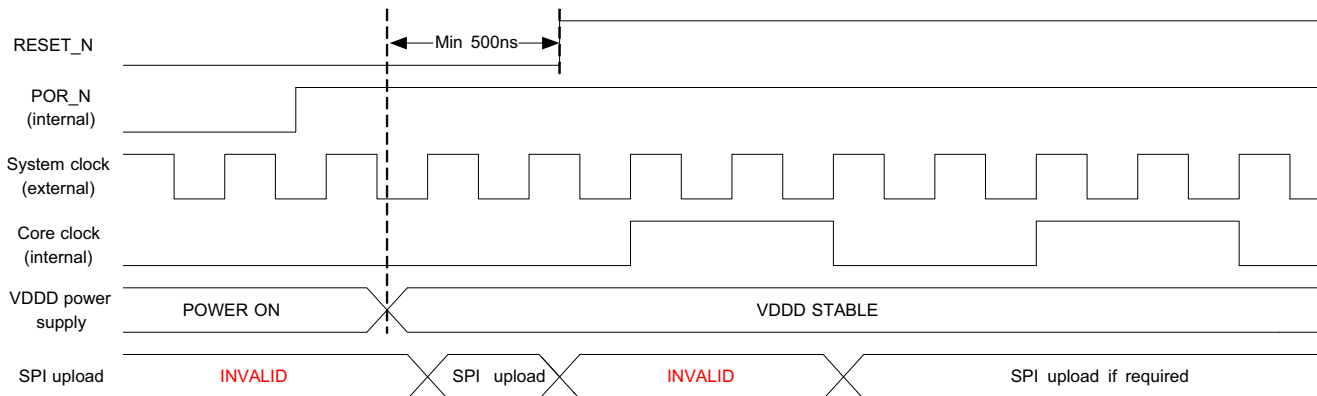 RESET_N
Min 500ns
POR_N
(internal)
System clock
(external)
Core clock
(internal)
VDDD power
supply
POWER ON
VDDD STABLE
SPI upload
INVALID
SPI upload
INVALID
SPI upload if required